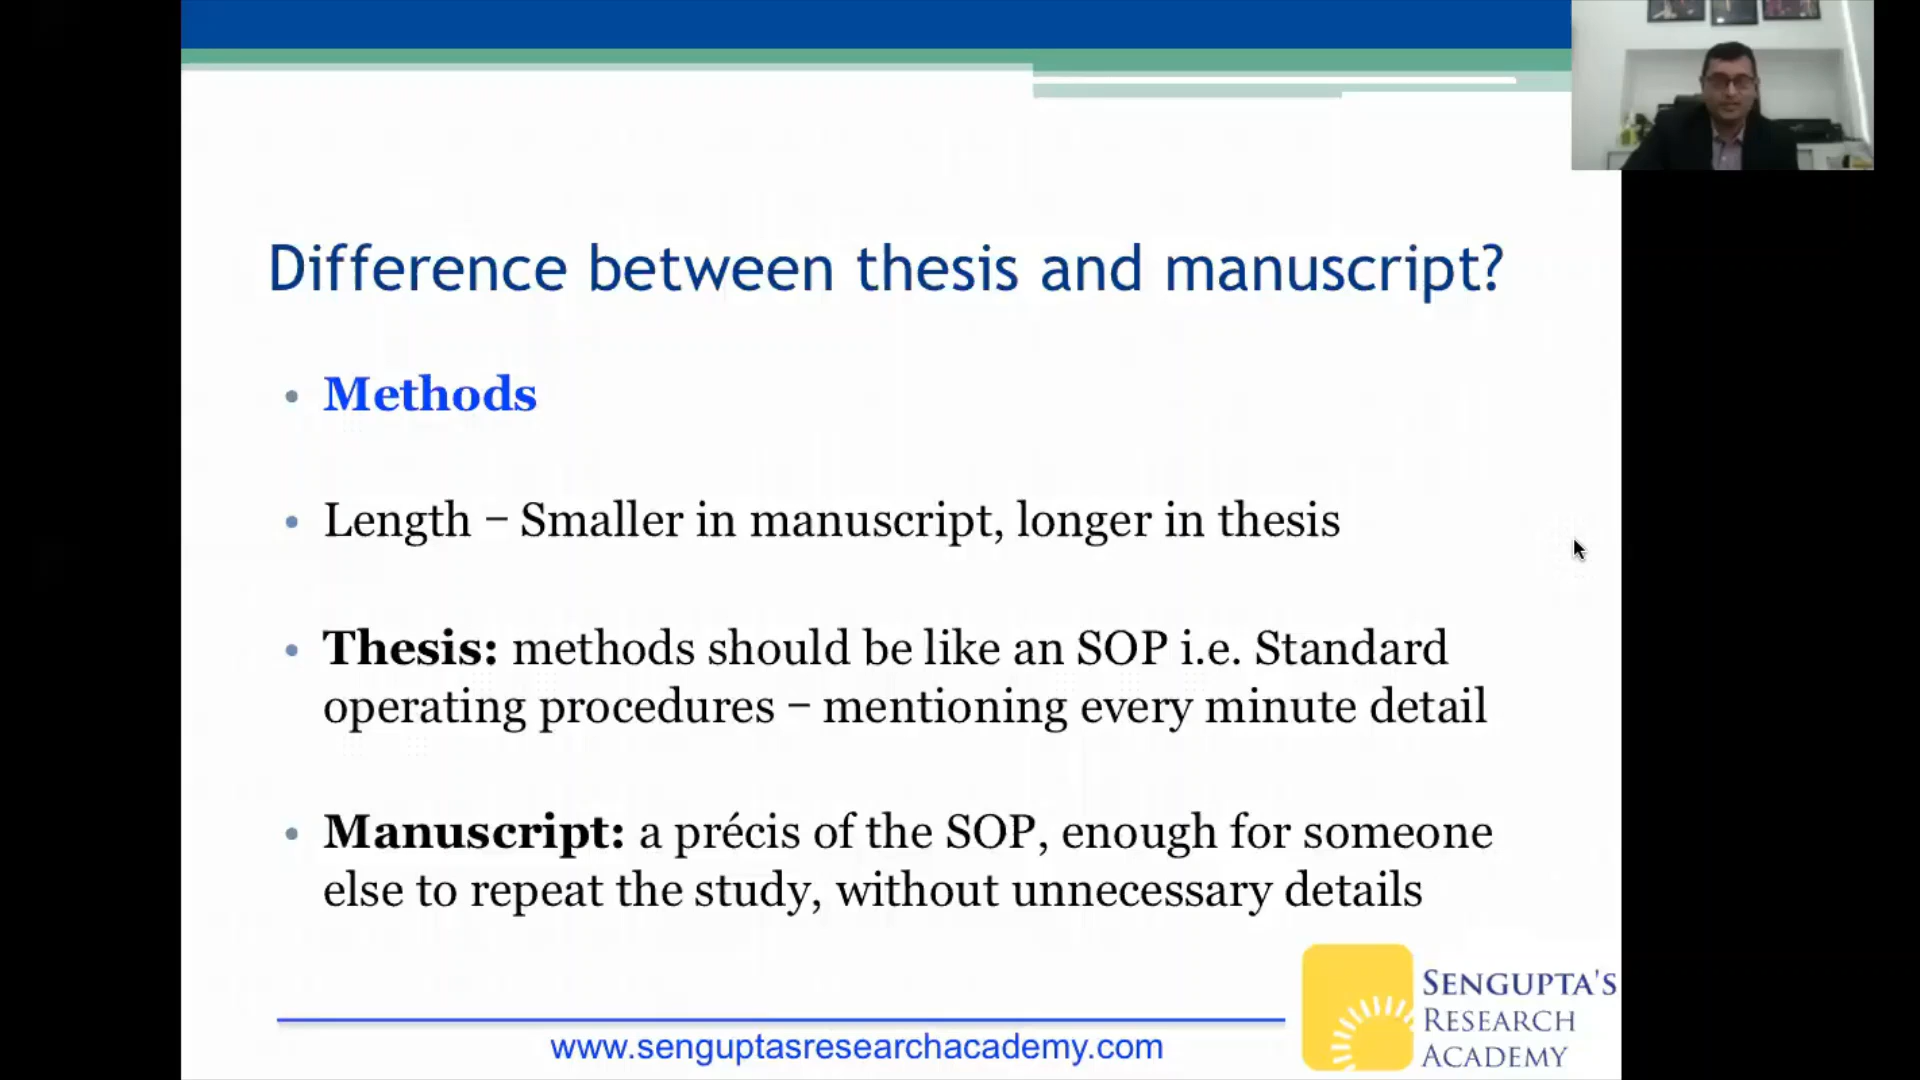 Difference between thesis and manuscript?
• Methods
• Length – Smaller in manuscript, longer in thesis
• Thesis: methods should be like an SOP i.e. Standard
operating procedures – mentioning every minute detail
• Manuscript: a précis of the SOP, enough for someone
else to repeat the study, without unnecessary details
www.senguptasresearchacademy.com
SENGUPTA'S
RESEARCH
ACADEMY